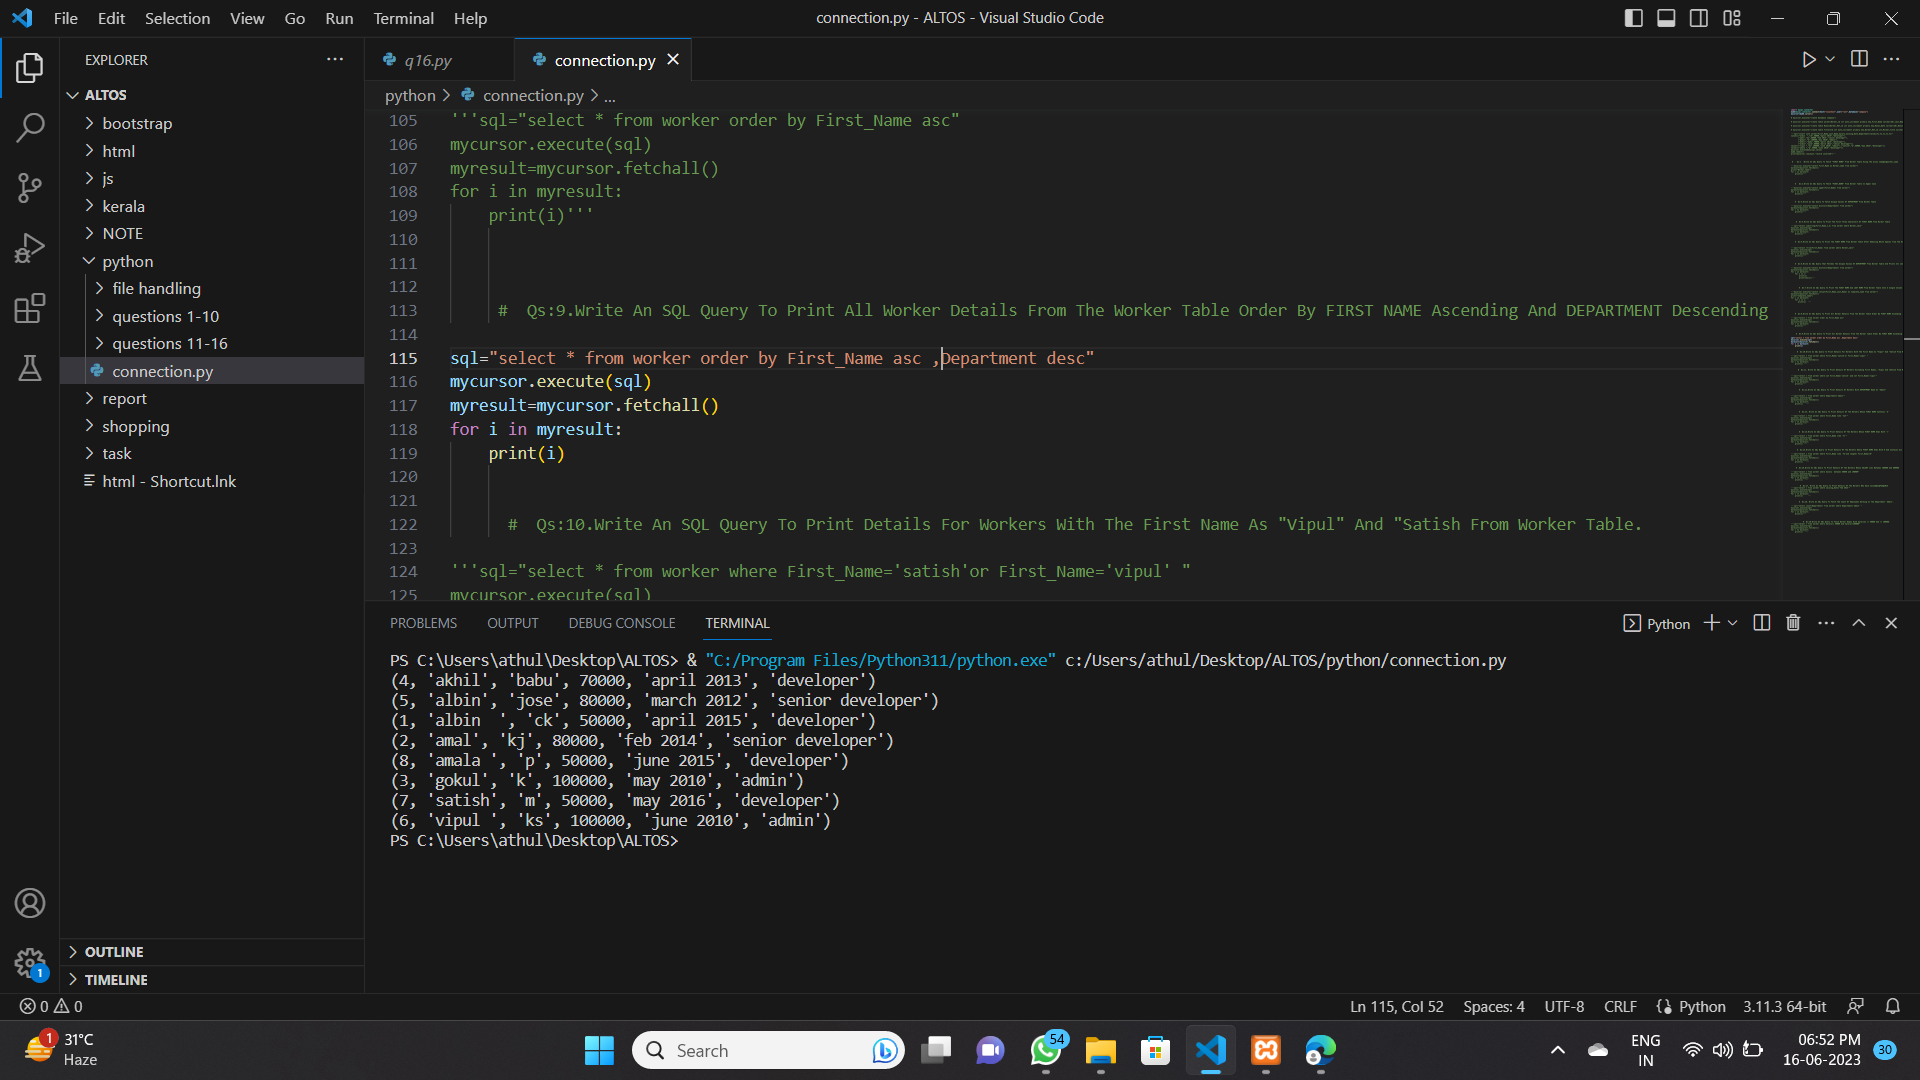 File Edit Selection View Go Run Terminal Help
connection.py - ALTOS - Visual Studio Code
EXPLORER
ALTOS
bootstrap
html
js
kerala
NOTE
python
file handling
questions 1-10
questions 11-16
connection.py
report
shopping
task
html - Shortcut.lnk
OUTLINE
TIMELINE
q16.py
connection.py
python > connection.py > ...
105 '''sql="select * from worker order by First_Name asc"
106 mycursor.execute(sql)
107 myresult=mycursor.fetchall()
108 for i in myresult:
109 print(i)'''
110
111
112
113 # Qs:9.Write An SQL Query To Print All Worker Details From The Worker Table Order By FIRST NAME Ascending And DEPARTMENT Descending
114
115 sql="select * from worker order by First_Name asc ,Department desc"
116 mycursor.execute(sql)
117 myresult=mycursor.fetchall()
118 for i in myresult:
119 print(i)
120
121
122 # Qs:10.Write An SQL Query To Print Details For Workers With The First Name As "Vipul" And "Satish From Worker Table.
123
124 '''sql="select * from worker where First_Name='satish'or First_Name='vipul' "
125 mycursor.execute(sql)
PROBLEMS OUTPUT DEBUG CONSOLE TERMINAL
Python
PS C:\Users\athul\Desktop\ALTOS> & "C:/Program Files/Python311/python.exe" c:/Users/athul/Desktop/ALTOS/python/connection.py
(4, 'akhil', 'babu', 70000, 'april 2013', 'developer')
(5, 'albin', 'jose', 80000, 'march 2012', 'senior developer')
(1, 'albin  ', 'ck', 50000, 'april 2015', 'developer')
(2, 'amal', 'kj', 80000, 'feb 2014', 'senior developer')
(8, 'amala ', 'p', 50000, 'june 2015', 'developer')
(3, 'gokul', 'k', 100000, 'may 2010', 'admin')
(7, 'satish', 'm', 50000, 'may 2016', 'developer')
(6, 'vipul ', 'ks', 100000, 'june 2010', 'admin')
PS C:\Users\athul\Desktop\ALTOS>
1
0 0
Ln 115, Col 52 Spaces: 4 UTF-8 CRLF Python 3.11.3 64-bit
1
31°C
Haze
Search
54
ENG
IN
06:52 PM
16-06-2023
30